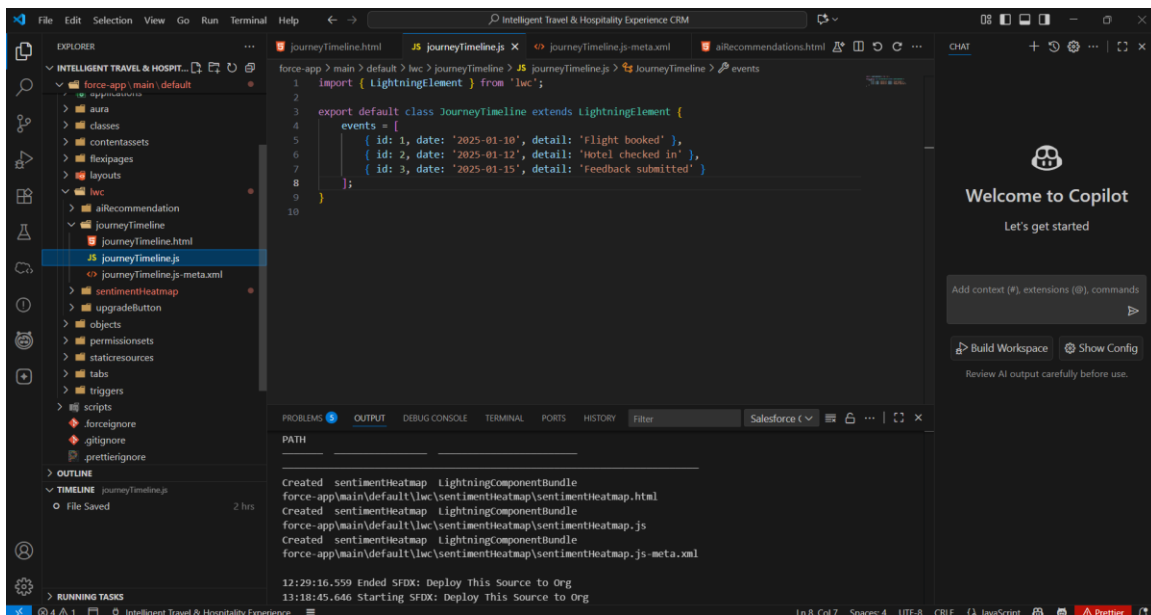 File Edit Selection View Go Run Terminal Help
Intelligent Travel & Hospitality Experience CRM
EXPLORER
INTELLIGENT TRAVEL & HOSPIT...
force-app \ main \ default
applications
aura
classes
contentassets
flexipages
layouts
lwc
aiRecommendation
journeyTimeline
journeyTimeline.html
JS journeyTimeline.js
journeyTimeline.js-meta.xml
sentimentHeatmap
upgradeButton
objects
permissionsets
staticresources
tabs
triggers
scripts
.forceignore
.gitignore
.prettierignore
OUTLINE
TIMELINE journeyTimeline.js
File Saved 2 hrs
RUNNING TASKS
journeyTimeline.html JS journeyTimeline.js journeyTimeline.js-meta.xml aiRecommendations.html
force-app > main > default > lwc > journeyTimeline > JS journeyTimeline.js > JourneyTimeline > events
1 import { LightningElement } from 'lwc';
2
3 export default class JourneyTimeline extends LightningElement {
4 events = [
5 { id: 1, date: '2025-01-10', detail: 'Flight booked' },
6 { id: 2, date: '2025-01-12', detail: 'Hotel checked in' },
7 { id: 3, date: '2025-01-15', detail: 'Feedback submitted' }
8 ];
9 }
10
PROBLEMS 5 OUTPUT DEBUG CONSOLE TERMINAL PORTS HISTORY Filter Salesforce
PATH
Created sentimentHeatmap LightningComponentBundle
force-app\main\default\lwc\sentimentHeatmap\sentimentHeatmap.html
Created sentimentHeatmap LightningComponentBundle
force-app\main\default\lwc\sentimentHeatmap\sentimentHeatmap.js
Created sentimentHeatmap LightningComponentBundle
force-app\main\default\lwc\sentimentHeatmap\sentimentHeatmap.js-meta.xml
12:29:16.559 Ended SFDX: Deploy This Source to Org
13:18:45.646 Starting SFDX: Deploy This Source to Org
CHAT
Welcome to Copilot
Let's get started
Add context (#), extensions (@), commands
Build Workspace Show Config
Review AI output carefully before use.
4 1 Intelligent Travel & Hospitality Experience Ln 8, Col 7 Spaces: 4 UTF-8 CRLF JavaScript Prettier